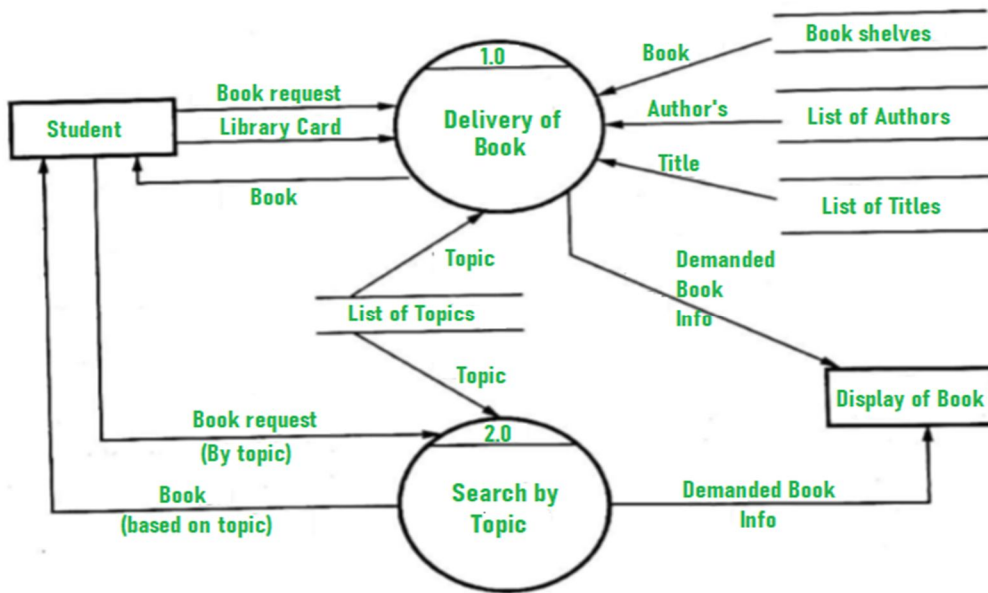 Book shelves
1.0
Book
Book request
Author's
List of Authors
Student
Library Card
Delivery of
Book
Title
Book
List of Titles
Topic
Demanded
Book
Info
List of Topics
Topic
Display of Book
Book request
(By topic)
2.0
Book
(based on topic)
Search by
Topic
Demanded Book
Info